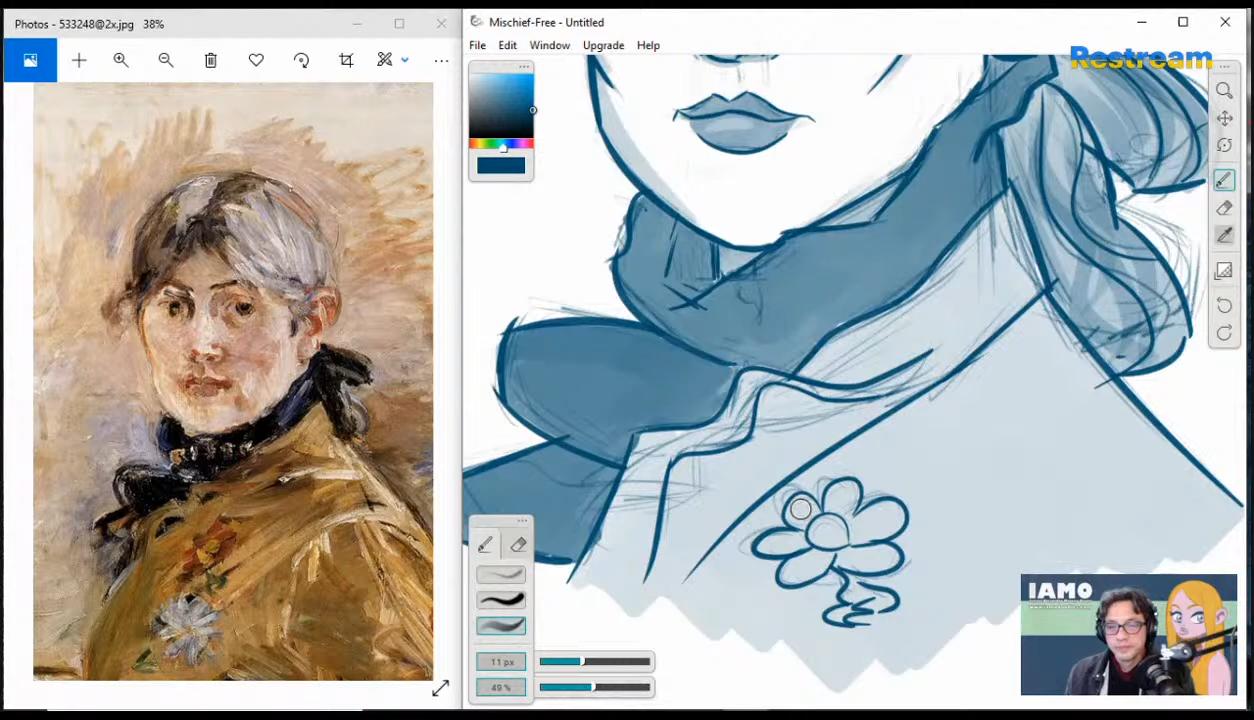 Photos - 533248@2x.jpg 38%
Mischief-Free - Untitled
File Edit Window Upgrade Help
Restream
11 px
49 %
IAMO